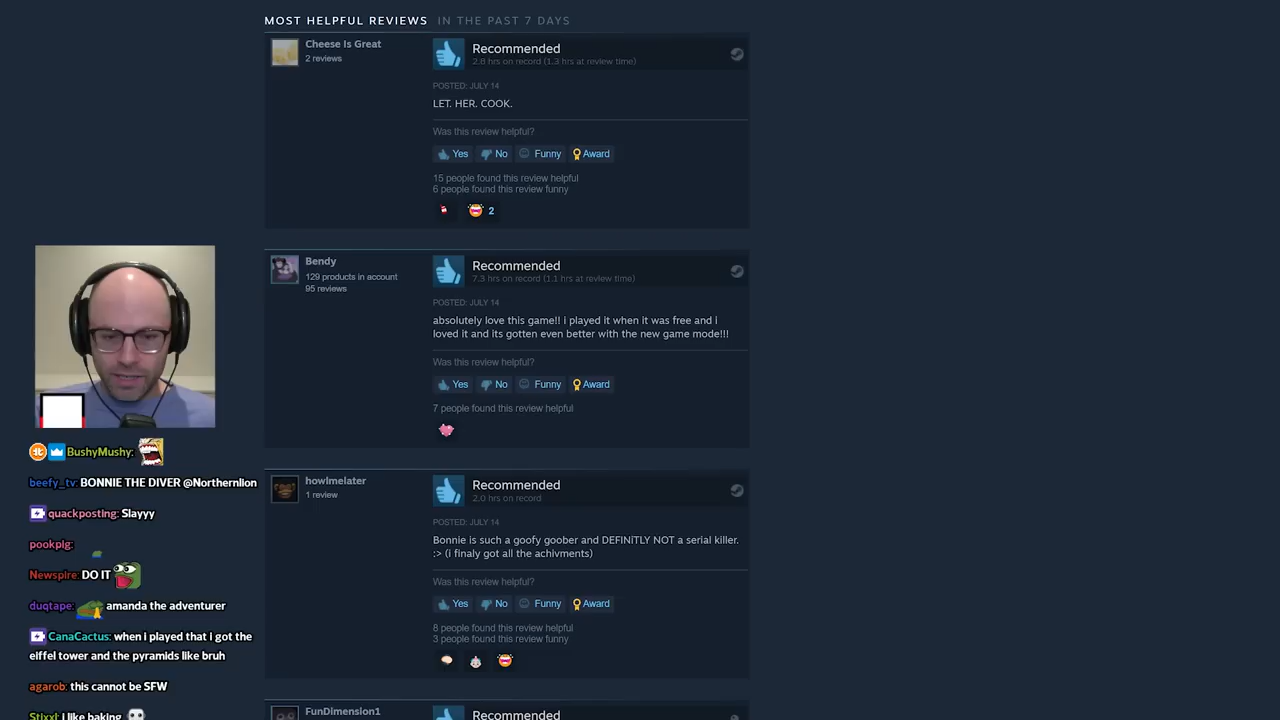 MOST HELPFUL REVIEWS IN THE PAST 7 DAYS
Cheese Is Great
2 reviews
Recommended
2.8 hrs on record (1.3 hrs at review time)
POSTED: JULY 14
LET. HER. COOK.
Was this review helpful?
Yes No Funny Award
15 people found this review helpful
6 people found this review funny
2
Bendy
129 products in account
95 reviews
Recommended
7.3 hrs on record (1.1 hrs at review time)
POSTED: JULY 14
absolutely love this game!! i played it when it was free and i
loved it and its gotten even better with the new game mode!!!
Was this review helpful?
Yes No Funny Award
7 people found this review helpful
howlmelater
1 review
Recommended
2.0 hrs on record
POSTED: JULY 14
Bonnie is such a goofy goober and DEFINiTLY NOT a serial killer.
:> (i finaly got all the achivments)
Was this review helpful?
Yes No Funny Award
8 people found this review helpful
3 people found this review funny
FunDimension1
Recommended
BushyMushy:
beefy_tv: BONNIE THE DIVER @Northernlion
quackposting: Slayyy
pookpig:
Newspire: DO IT
duqtape: amanda the adventurer
CanaCactus: when i played that i got the
eiffel tower and the pyramids like bruh
agarob: this cannot be SFW
Stixxl: I like baking